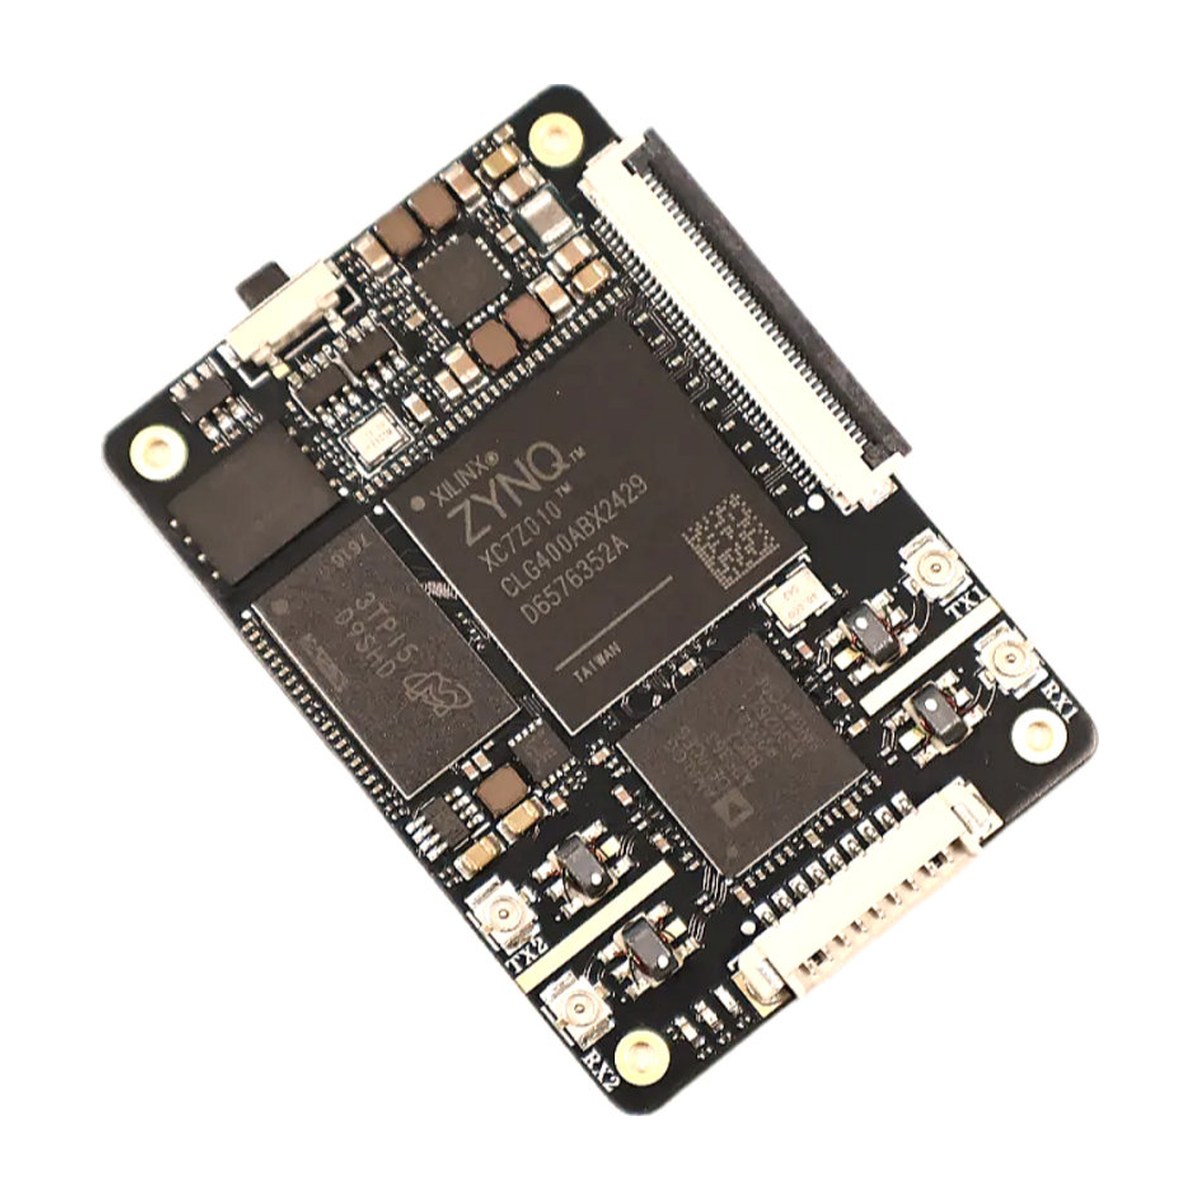 XILINX®
ZYNQ™
XC7Z010™
CLG400ABX2429
D6576352A
TAIWAN
3TP15
D9SHD
TX1
RX1
TX2
RX2